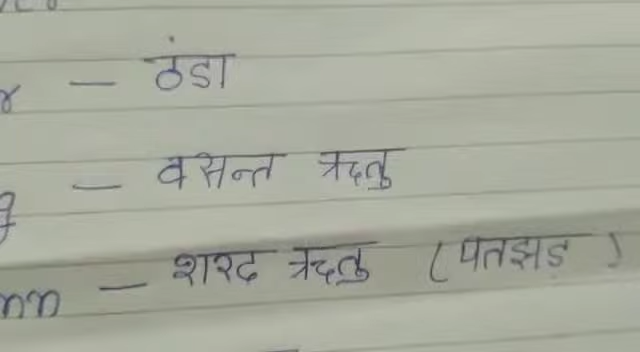 — ठंडा
— वसन्त ऋतु
— शरद ऋतु (पतझड)